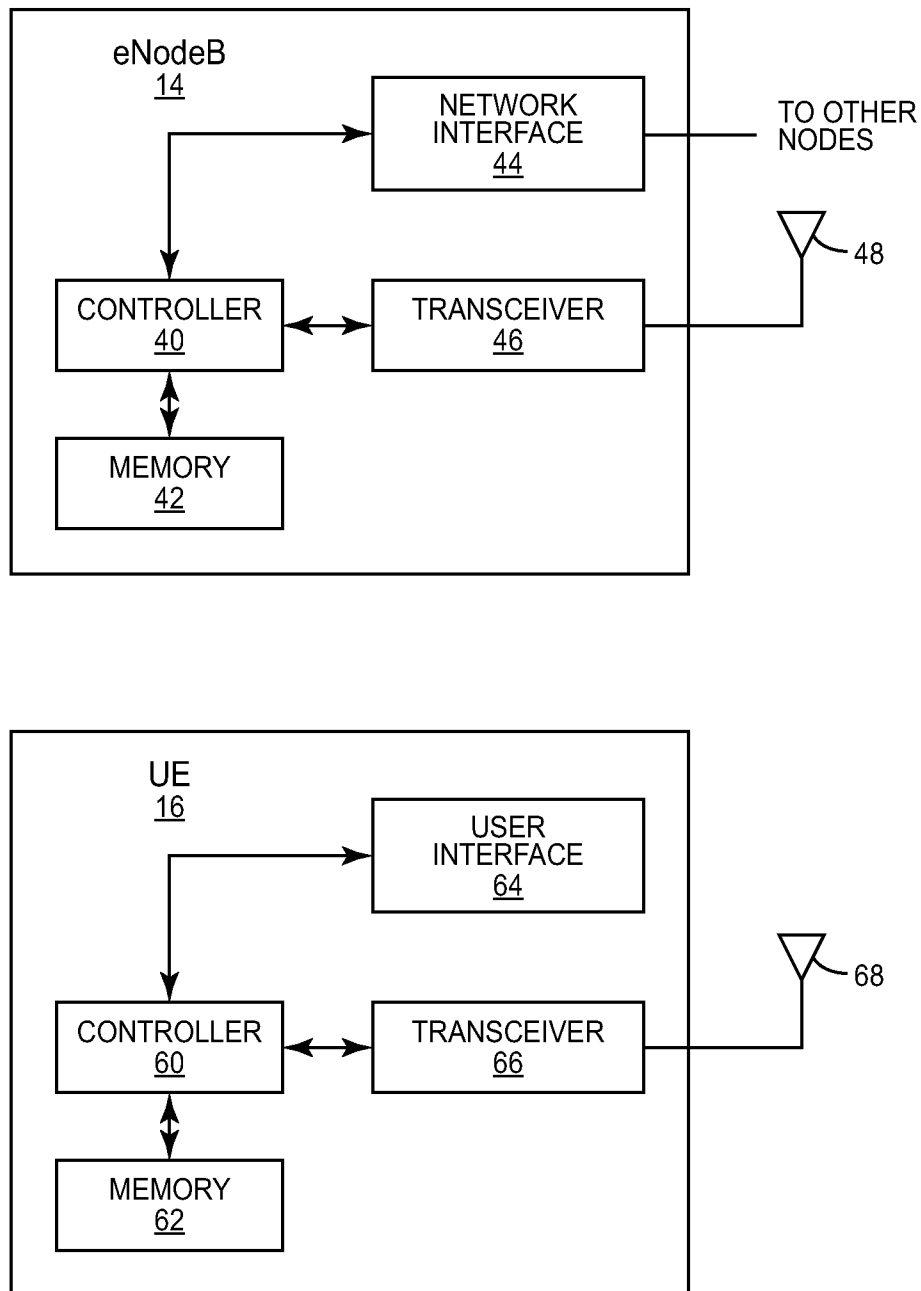 eNodeB
14
NETWORK
INTERFACE
44
TO OTHER
NODES
48
CONTROLLER
40
TRANSCEIVER
46
MEMORY
42
UE
16
USER
INTERFACE
64
68
CONTROLLER
60
TRANSCEIVER
66
MEMORY
62